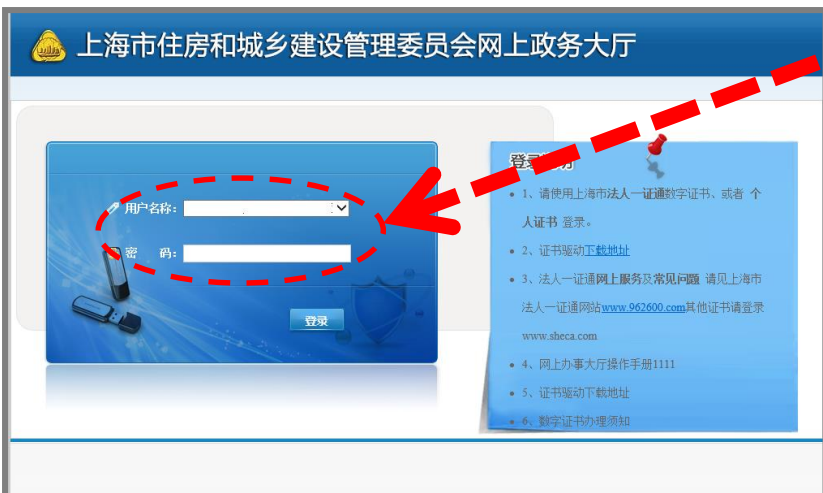 上海市住房和城乡建设管理委员会网上政务大厅
用户名称：
密 码：
登录
1、请使用上海市法人一证通数字证书、或者 个
人证书 登录。
2、证书驱动下载地址
3、法人一证通网上服务及常见问题 请见上海市
法人一证通网站www.962600.com其他证书请登录
www.sheca.com
4、网上办事大厅操作手册1111
5、证书驱动下载地址
6、数字证书办理须知